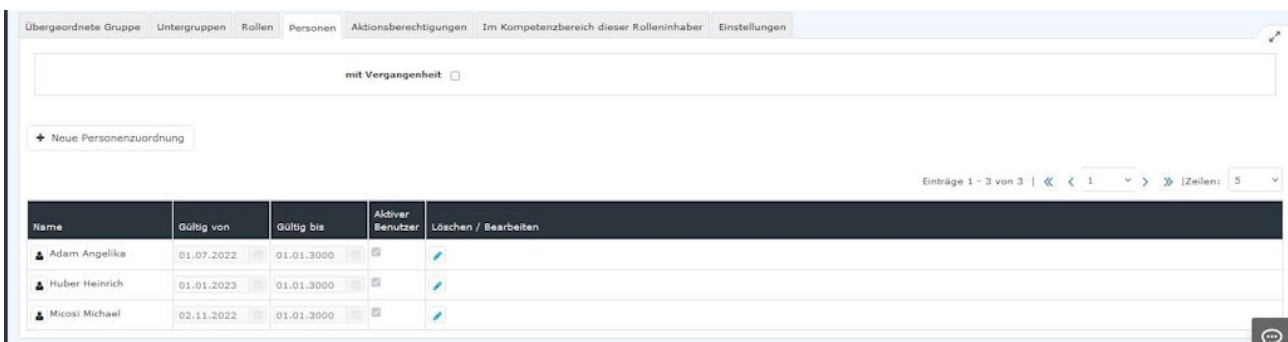 Übergeordnete Gruppe Untergruppen Rollen Personen Aktionsberechtigungen Im Kompetenzbereich dieser Rolleninhaber Einstellungen
mit Vergangenheit
+ Neue Personenzuordnung
Einträge 1 - 3 von 3 | « < 1 > » |Zeilen: 5
Name Gültig von Gültig bis Aktiver Benutzer Löschen / Bearbeiten
Adam Angelika 01.07.2022 01.01.3000
Huber Heinrich 01.01.2023 01.01.3000
Micosi Michael 02.11.2022 01.01.3000